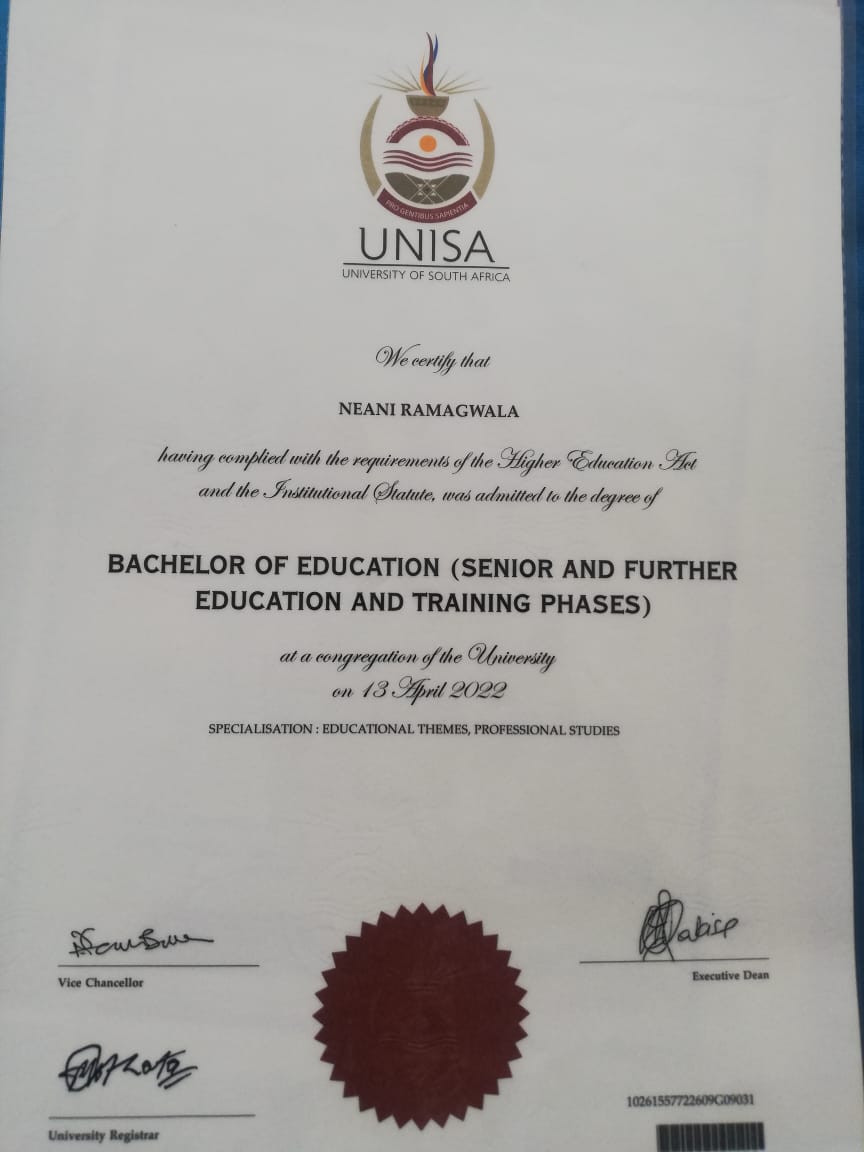 PRO GENTIBUS SAPIENTIA
UNISA
UNIVERSITY OF SOUTH AFRICA
We certify that
NEANI RAMAGWALA
having complied with the requirements of the Higher Education Act
and the Institutional Statute, was admitted to the degree of
BACHELOR OF EDUCATION (SENIOR AND FURTHER
EDUCATION AND TRAINING PHASES)
at a congregation of the University
on 13 April 2022
SPECIALISATION : EDUCATIONAL THEMES, PROFESSIONAL STUDIES
Vice Chancellor
Executive Dean
University Registrar
10261557722609G09031